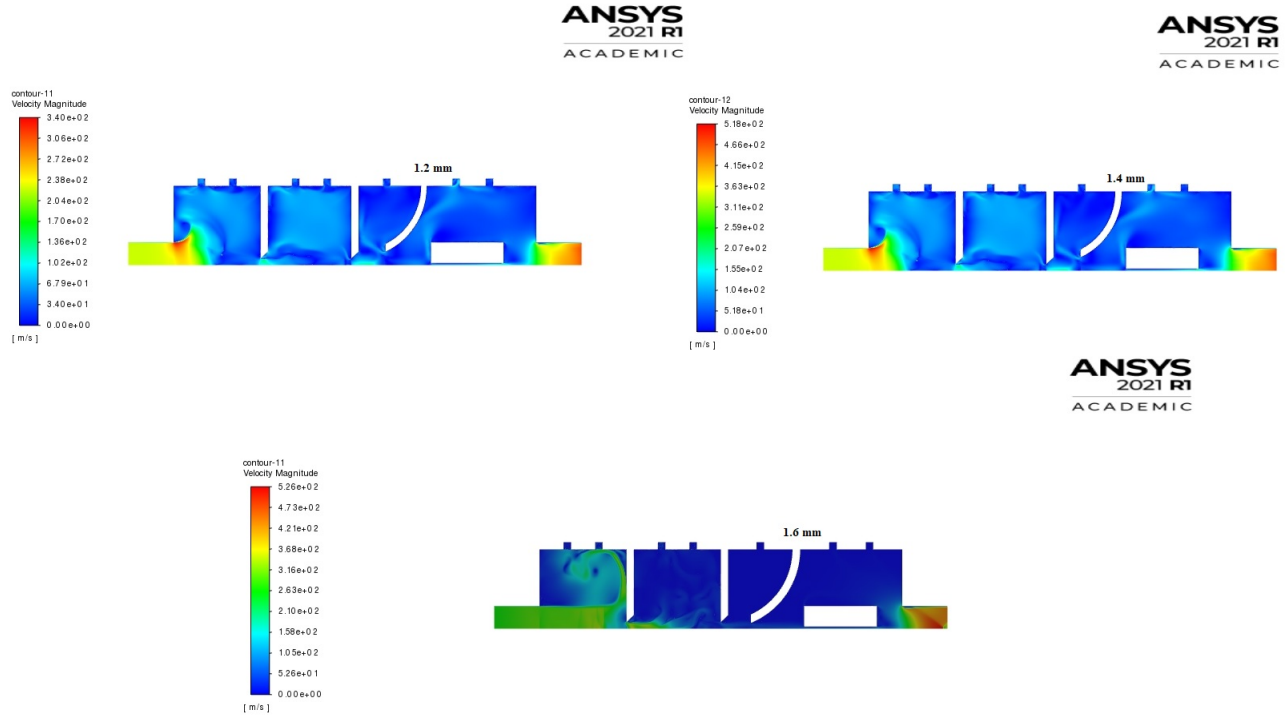 ANSYS
2021 R1
ACADEMIC
contour-11
Velocity Magnitude
3.40e+02
3.06e+02
2.72e+02
2.38e+02
2.04e+02
1.70e+02
1.36e+02
1.02e+02
6.79e+01
3.40e+01
0.00e+00
[ m/s ]
1.2 mm
ANSYS
2021 R1
ACADEMIC
contour-12
Velocity Magnitude
5.18e+02
4.66e+02
4.15e+02
3.63e+02
3.11e+02
2.59e+02
2.07e+02
1.55e+02
1.04e+02
5.18e+01
0.00e+00
[ m/s ]
1.4 mm
ANSYS
2021 R1
ACADEMIC
contour-11
Velocity Magnitude
5.26e+02
4.73e+02
4.21e+02
3.68e+02
3.16e+02
2.63e+02
2.10e+02
1.58e+02
1.05e+02
5.26e+01
0.00e+00
[ m/s ]
1.6 mm